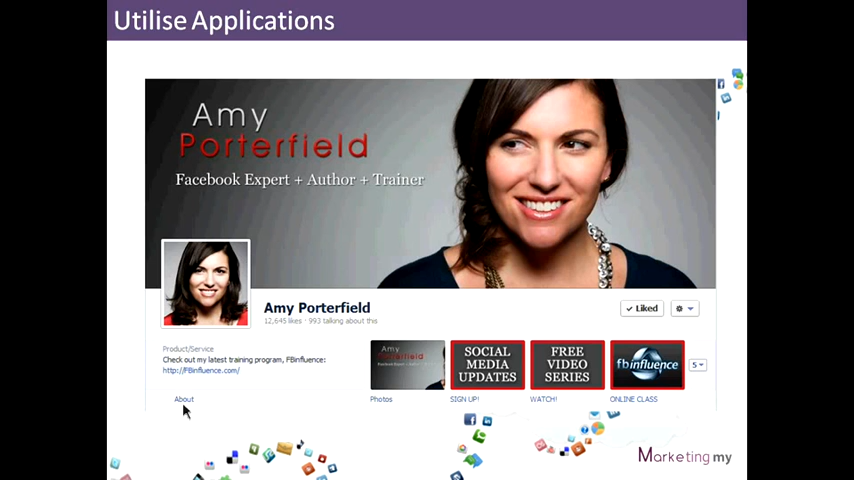 Utilise Applications
Amy
Porterfield
Facebook Expert + Author + Trainer
Amy Porterfield
12,645 likes · 993 talking about this
Liked
Product/Service
Check out my latest training program, FBinfluence:
http://FBinfluence.com/
Amy
Porterfield
SOCIAL
MEDIA
UPDATES
FREE
VIDEO
SERIES
fbinfluence
5
About
Photos
SIGN UP!
WATCH!
ONLINE CLASS
Marketing my